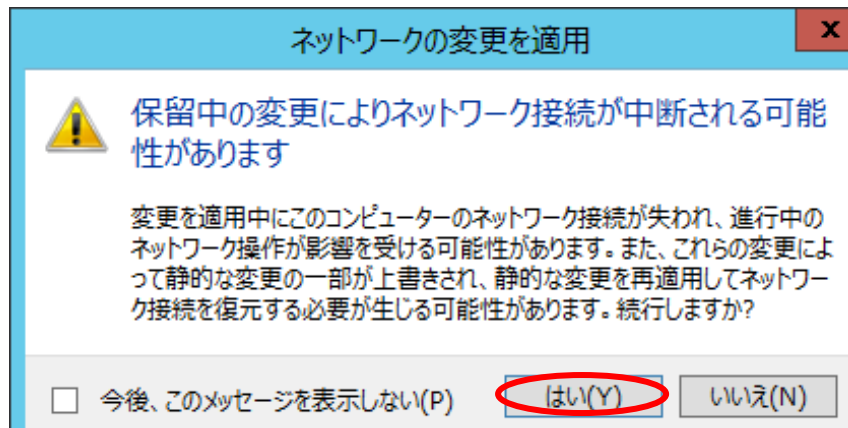 ネットワークの変更を適用
x
保留中の変更によりネットワーク接続が中断される可能
性があります
変更を適用中にこのコンピューターのネットワーク接続が失われ、進行中の
ネットワーク操作が影響を受ける可能性があります。また、これらの変更によ
って静的な変更の一部が上書きされ、静的な変更を再適用してネットワー
ク接続を復元する必要が生じる可能性があります。続行しますか?
今後、このメッセージを表示しない(P) はい(Y) いいえ(N)